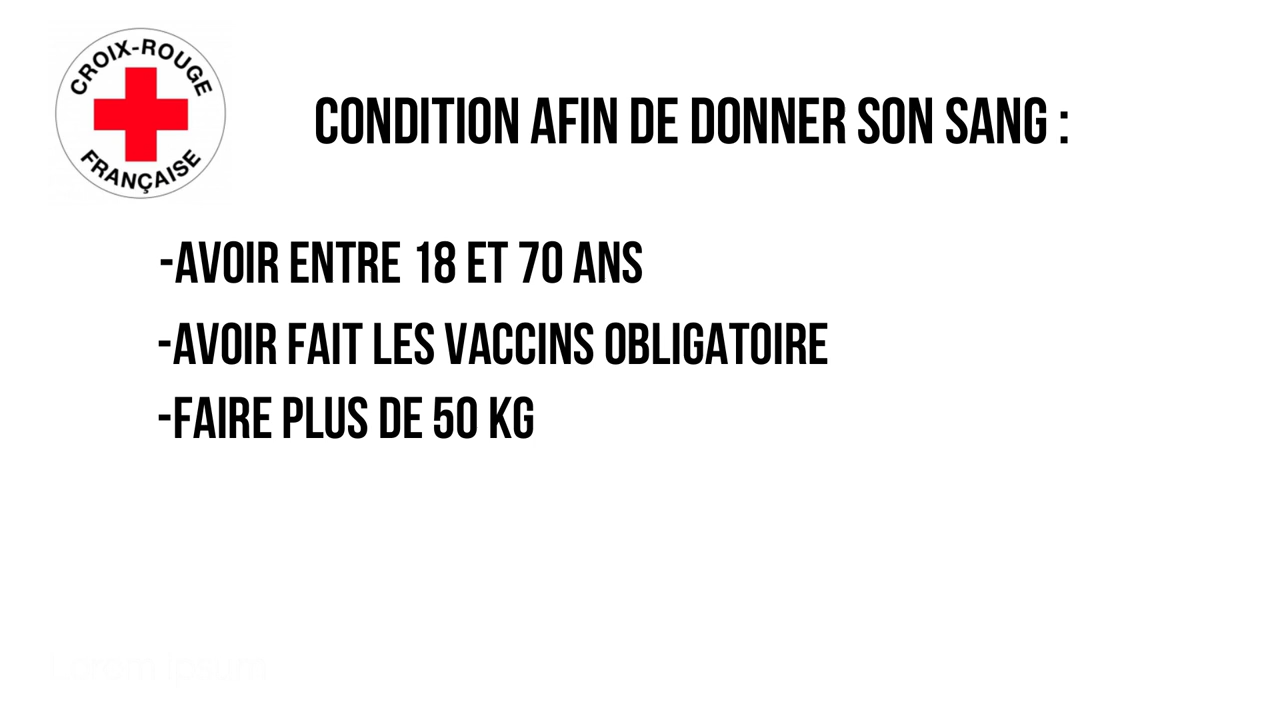 CROIX-ROUGE
FRANÇAISE
CONDITION AFIN DE DONNER SON SANG :
-AVOIR ENTRE 18 ET 70 ANS
-AVOIR FAIT LES VACCINS OBLIGATOIRE
-FAIRE PLUS DE 50 KG